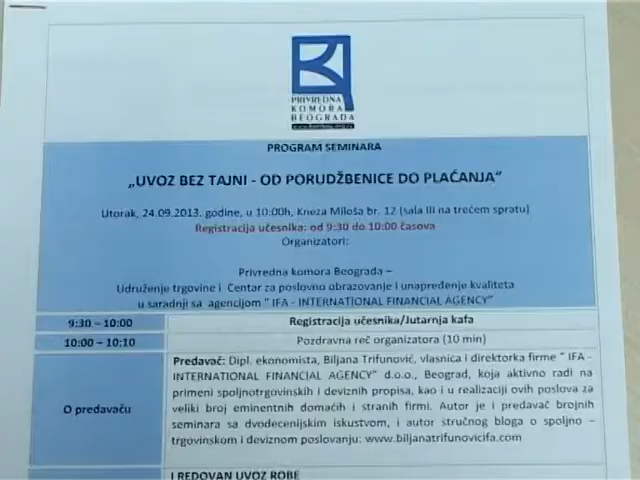 PRIVREDNA
KOMORA
BEOGRADA
PROGRAM SEMINARA
„UVOZ BEZ TAJNI - OD PORUDŽBENICE DO PLAĆANJA“
Utorak, 24.09.2013. godine, u 10:00h, Kneza Miloša br. 12 (sala III na trećem spratu)
Registracija učesnika: od 9:30 do 10:00 časova
Organizatori:
Privredna komora Beograda –
Udruženje trgovine i Centar za poslovno obrazovanje i unapređenje kvaliteta
u saradnji sa agencijom " IFA - INTERNATIONAL FINANCIAL AGENCY"
9:30 – 10:00 Registracija učesnika/Jutarnja kafa
10:00 – 10:10 Pozdravna reč organizatora (10 min)
O predavaču
Predavač: Dipl. ekonomista, Biljana Trifunović, vlasnica i direktorka firme " IFA -
INTERNATIONAL FINANCIAL AGENCY" d.o.o., Beograd, koja aktivno radi na
primeni spoljnotrgovinskih i deviznih propisa, kao i u realizaciji ovih poslova za
veliki broj eminentnih domaćih i stranih firmi. Autor je i predavač brojnih
seminara sa dvodecenijskim iskustvom, i autor stručnog bloga o spoljno –
trgovinskom i deviznom poslovanju: www.biljanatrifunovicifa.com
I REDOVAN UVOZ ROBE